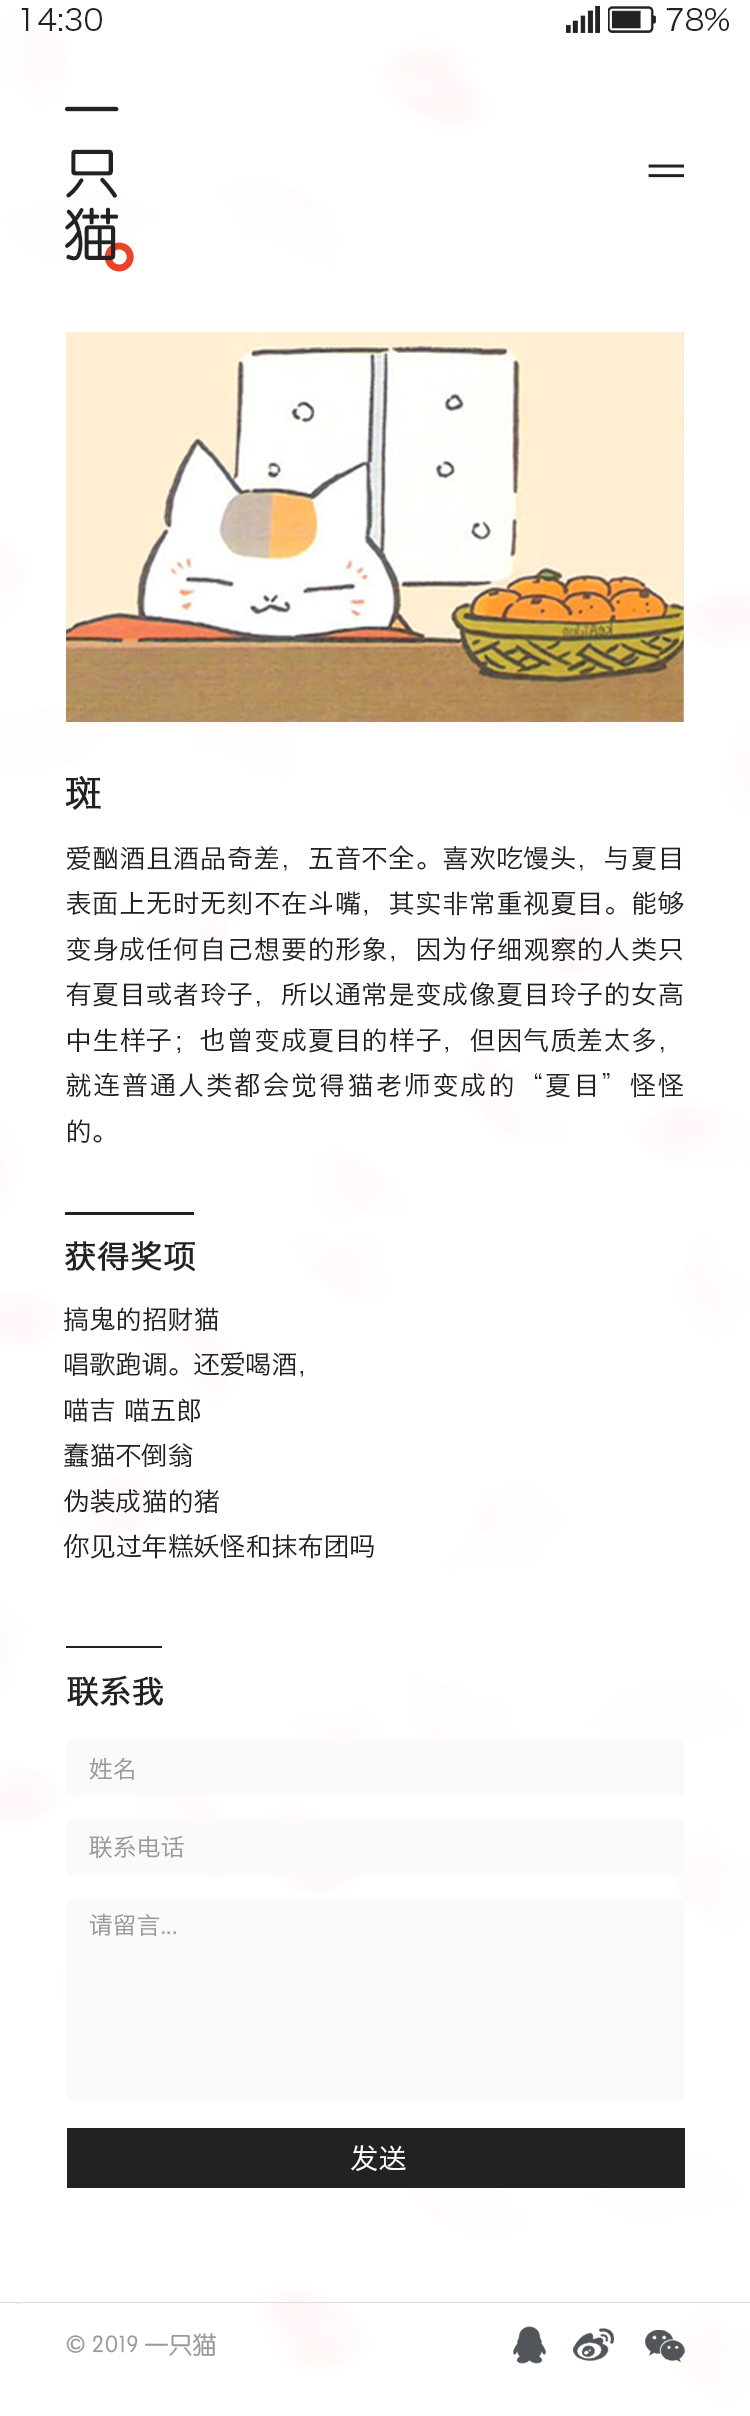 14:30 78%
一
只
猫
斑
爱酗酒且酒品奇差，五音不全。喜欢吃馒头，与夏目
表面上无时无刻不在斗嘴，其实非常重视夏目。能够
变身成任何自己想要的形象，因为仔细观察的人类只
有夏目或者玲子，所以通常是变成像夏目玲子的女高
中生样子；也曾变成夏目的样子，但因气质差太多，
就连普通人类都会觉得猫老师变成的“夏目”怪怪
的。
获得奖项
搞鬼的招财猫
唱歌跑调。还爱喝酒，
喵吉 喵五郎
蠢猫不倒翁
伪装成猫的猪
你见过年糕妖怪和抹布团吗
联系我
姓名
联系电话
请留言...
发送
© 2019 一只猫